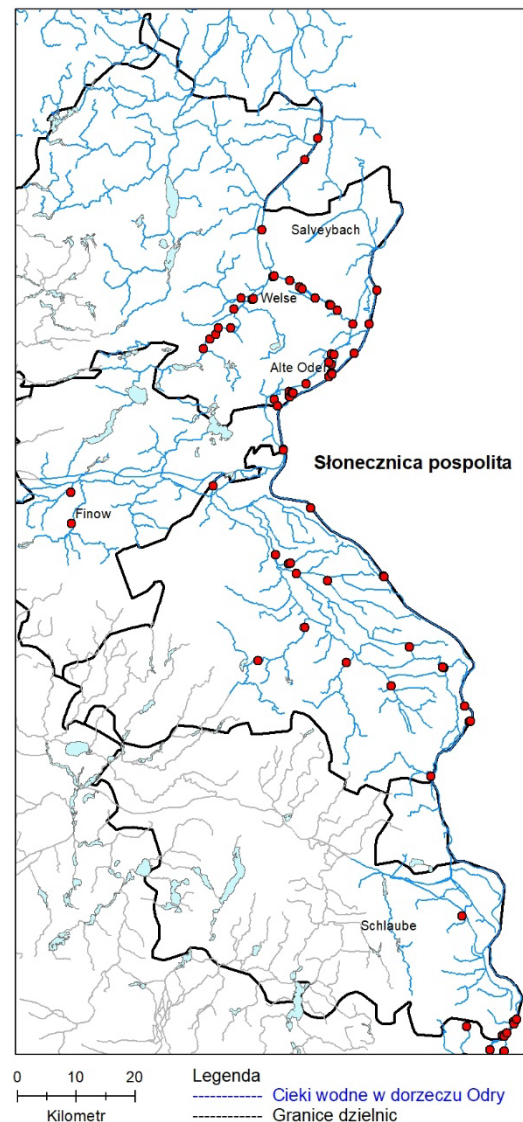 Salveybach
Welse
Alte Oder
Słonecznica pospolita
Finow
Schlaube
0 10 20
Kilometr
Legenda
Cieki wodne w dorzeczu Odry
Granice dzielnic